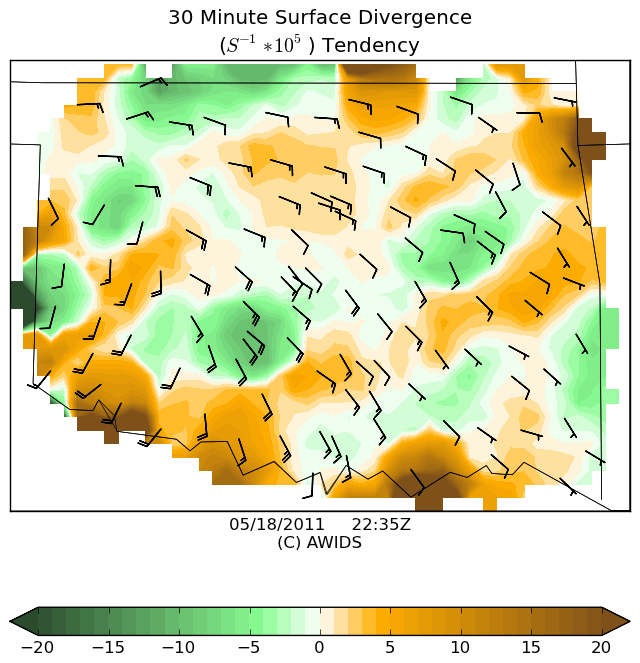 30 Minute Surface Divergence
(S⁻¹ *10⁵ ) Tendency
05/18/2011 22:35Z
(C) AWIDS
−20 −15 −10 −5 0 5 10 15 20